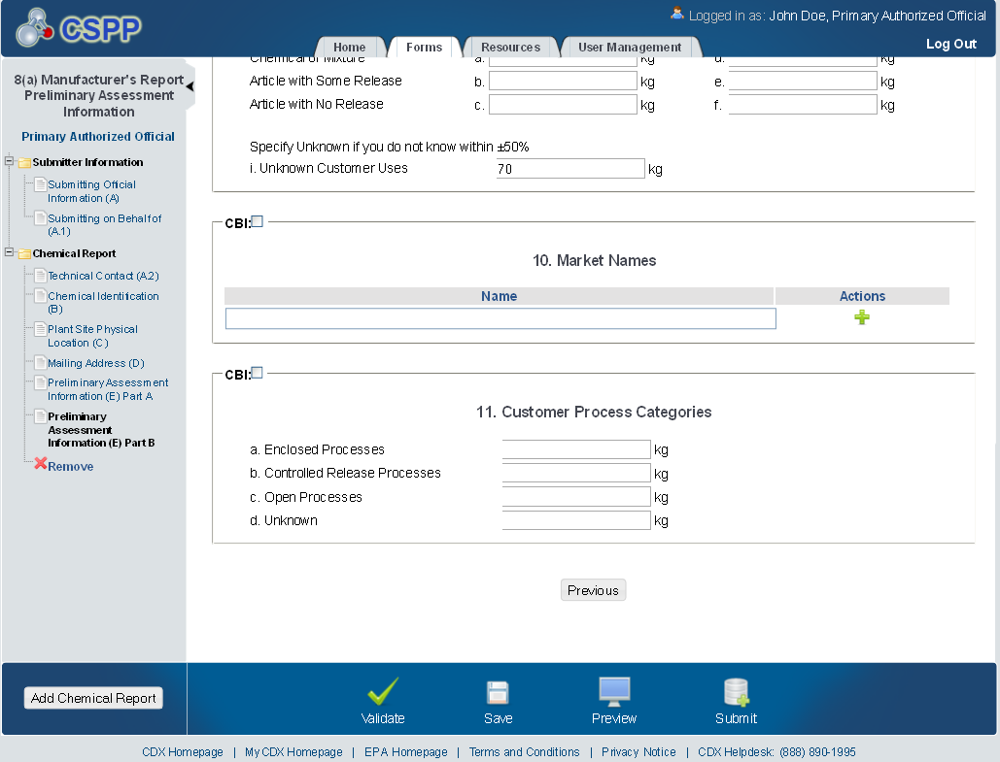 CSPP
Logged in as: John Doe, Primary Authorized Official
Home
Forms
Resources
User Management
Log Out
8(a) Manufacturer's Report
Preliminary Assessment
Information
Primary Authorized Official
Submitter Information
Submitting Official
Information (A)
Submitting on Behalf of
(A.1)
Chemical Report
Technical Contact (A.2)
Chemical Identification
(B)
Plant Site Physical
Location (C)
Mailing Address (D)
Preliminary Assessment
Information (E) Part A
Preliminary
Assessment
Information (E) Part B
Remove
Chemical or Mixture a. kg d. kg
Article with Some Release b. kg e. kg
Article with No Release c. kg f. kg
Specify Unknown if you do not know within ±50%
i. Unknown Customer Uses 70 kg
CBI:
10. Market Names
Name Actions
CBI:
11. Customer Process Categories
a. Enclosed Processes kg
b. Controlled Release Processes kg
c. Open Processes kg
d. Unknown kg
Previous
Add Chemical Report
Validate
Save
Preview
Submit
CDX Homepage | MyCDX Homepage | EPA Homepage | Terms and Conditions | Privacy Notice | CDX Helpdesk: (888) 890-1995